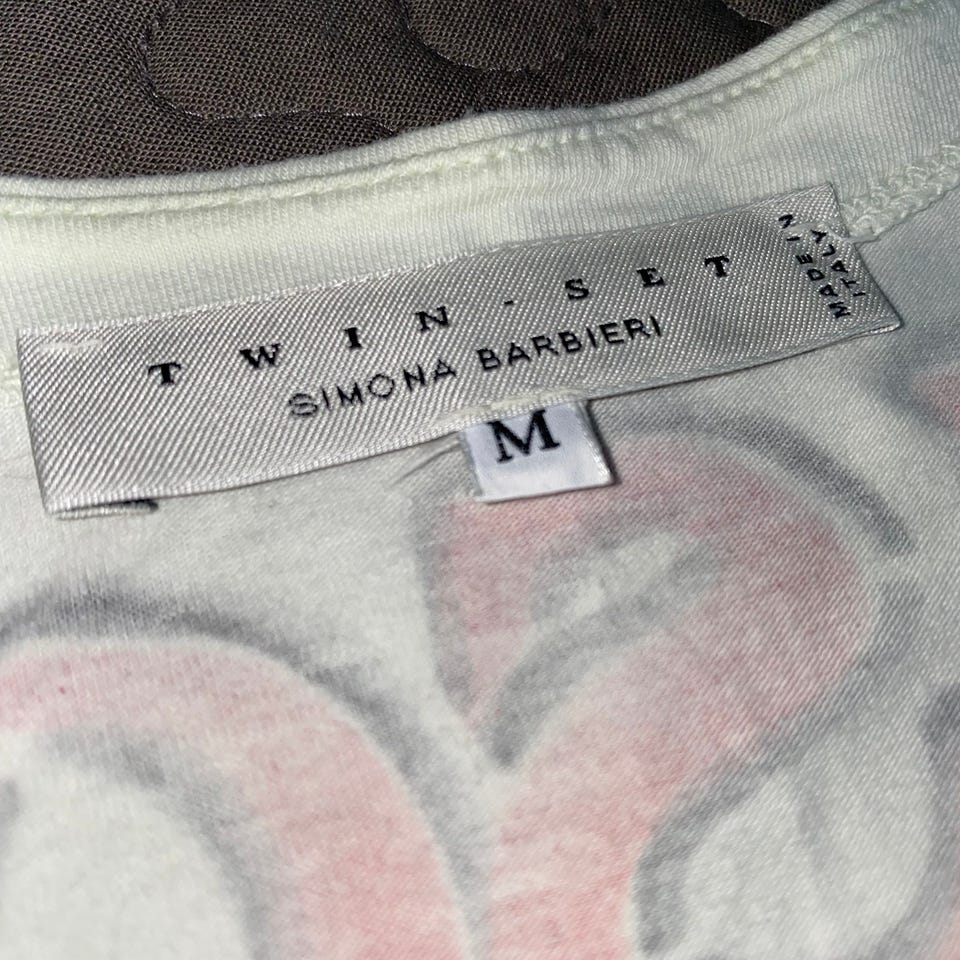 TWIN-SET
SIMONA BARBIERI
MADE IN
ITALY
M